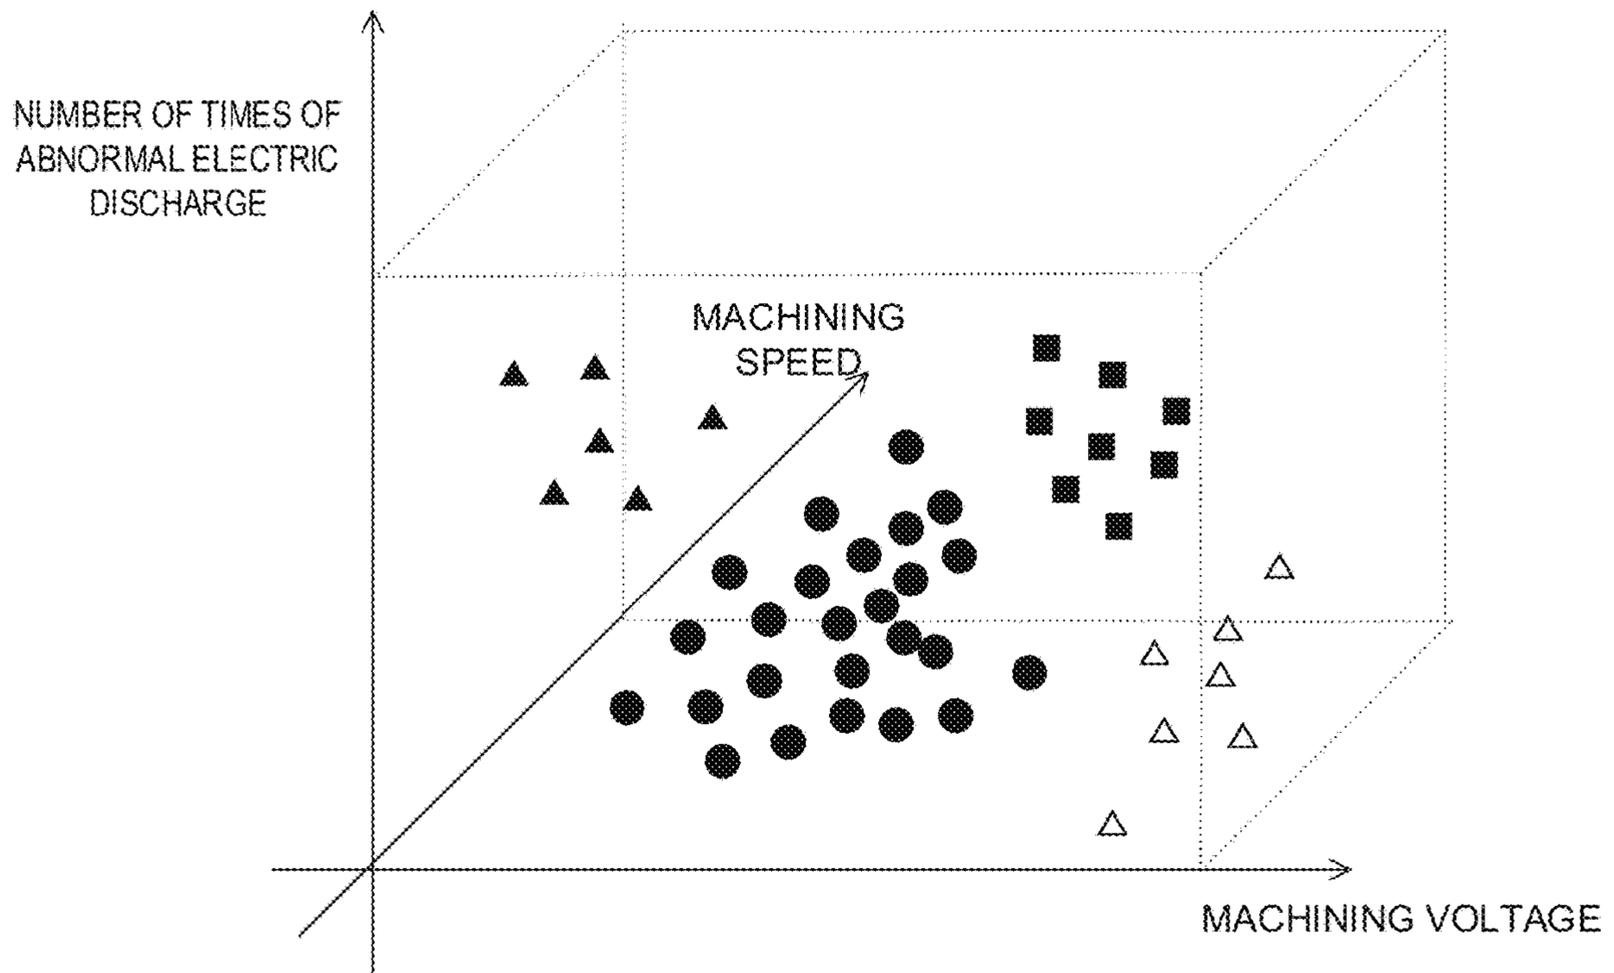 NUMBER OF TIMES OF
ABNORMAL ELECTRIC
DISCHARGE
MACHINING
SPEED
MACHINING VOLTAGE